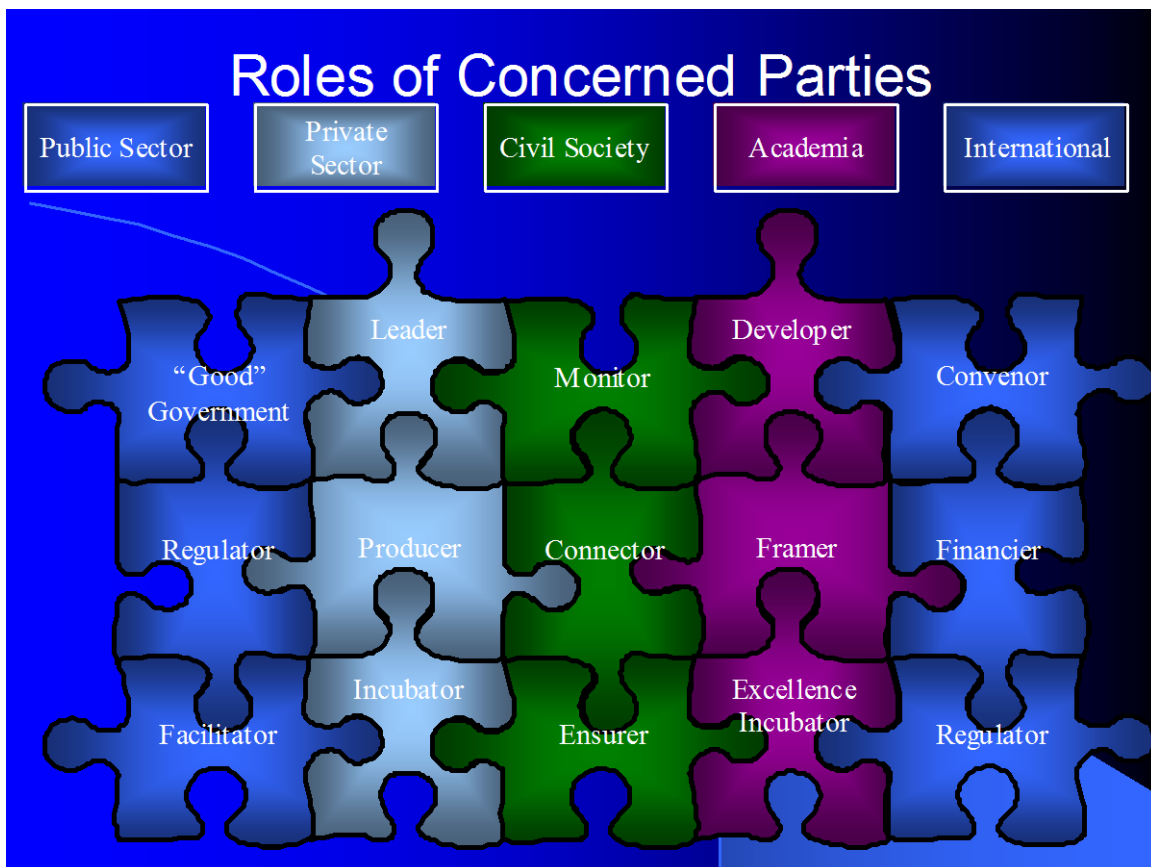 Roles of Concerned Parties
Public Sector
Private
Sector
Civil Society
Academia
International
Leader
Developer
“Good”
Government
Monitor
Convenor
Regulator
Producer
Connector
Framer
Financier
Incubator
Excellence
Incubator
Facilitator
Ensurer
Regulator